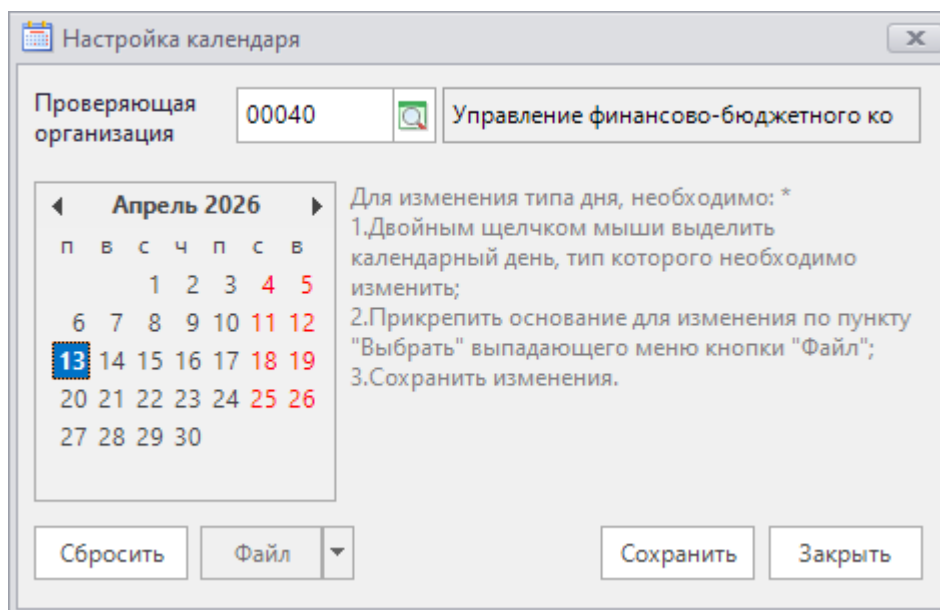 Настройка календаря
Проверяющая
организация
00040
Управление финансово-бюджетного ко
Апрель 2026
п в с ч п с в
1 2 3 4 5
6 7 8 9 10 11 12
13 14 15 16 17 18 19
20 21 22 23 24 25 26
27 28 29 30
Для изменения типа дня, необходимо: *
1.Двойным щелчком мыши выделить
календарный день, тип которого необходимо
изменить;
2.Прикрепить основание для изменения по пункту
"Выбрать" выпадающего меню кнопки "Файл";
3.Сохранить изменения.
Сбросить
Файл
Сохранить
Закрыть